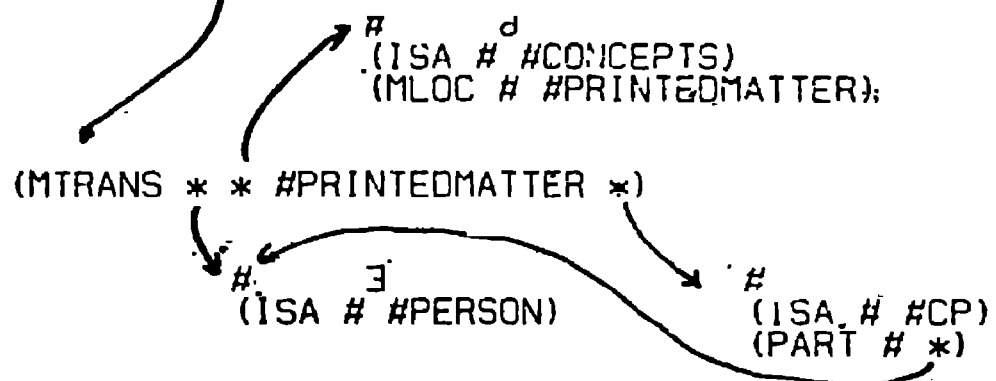 # d
(ISA # #CONCEPTS)
(MLOC # #PRINTEDMATTER);
(MTRANS * * #PRINTEDMATTER *)
# ∃
(ISA # #PERSON)
#
(ISA # #CP)
(PART # *)